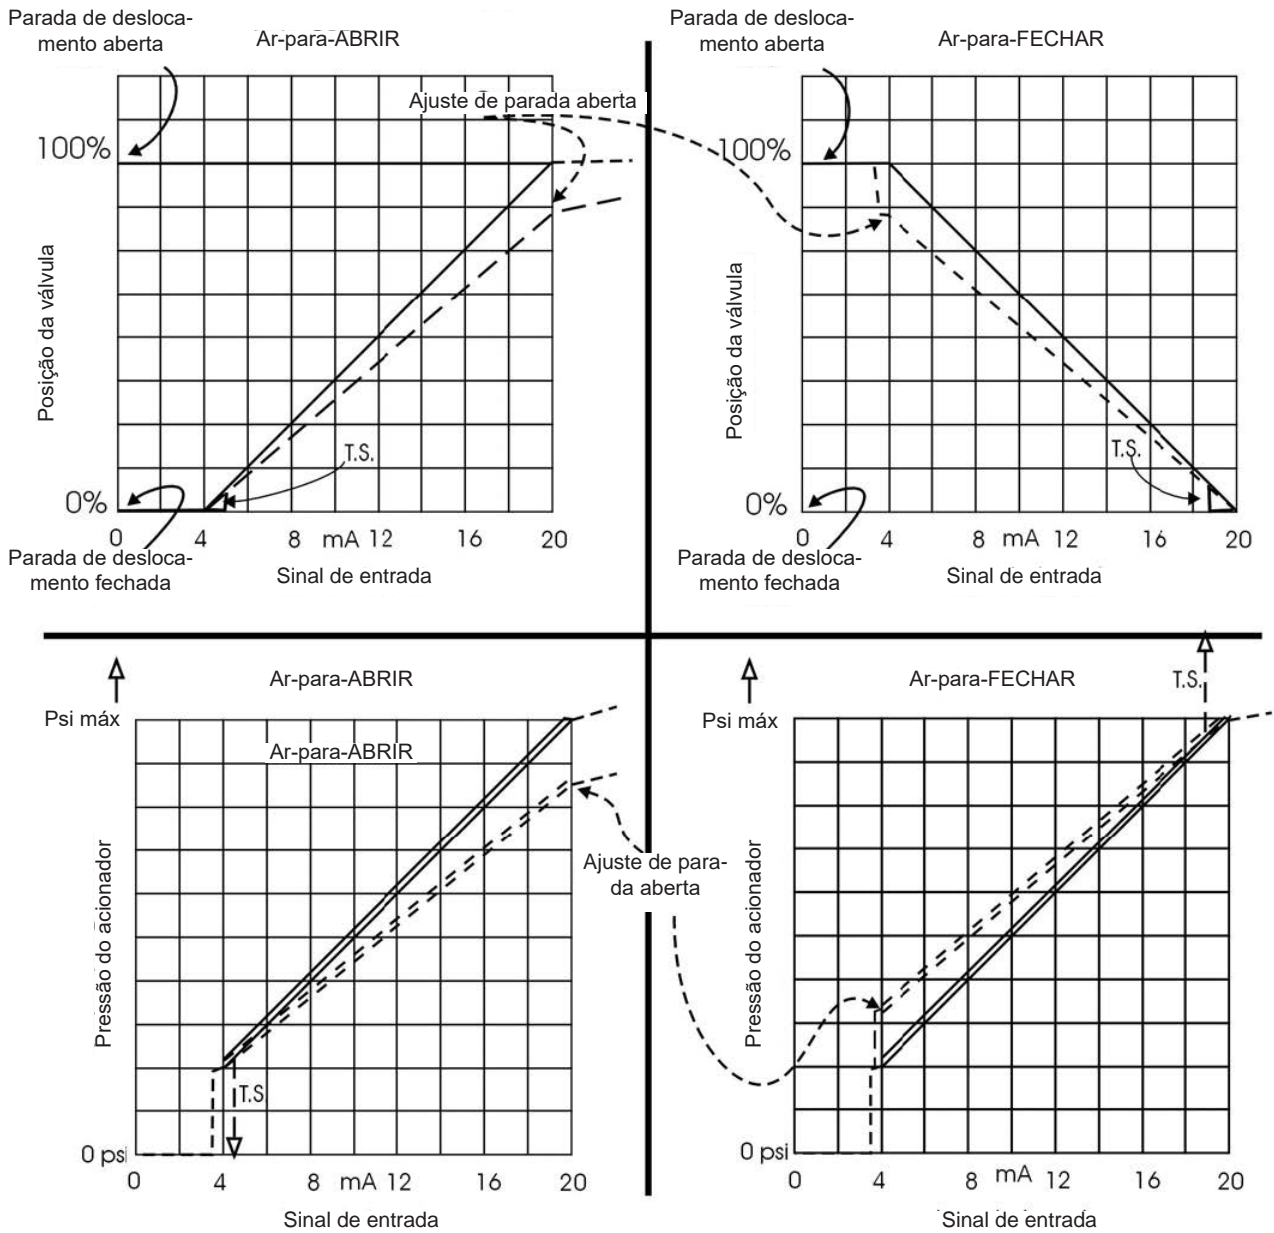 Parada de desloca-
mento aberta
Ar-para-ABRIR
Ajuste de parada aberta
100%
Posição da válvula
T.S.
0%
0 4 8 mA 12 16 20
Parada de desloca-
mento fechada
Sinal de entrada
Parada de desloca-
mento aberta
Ar-para-FECHAR
100%
Posição da válvula
T.S.
0%
0 4 8 mA 12 16 20
Parada de desloca-
mento fechada
Sinal de entrada
Ar-para-ABRIR
Psi máx
Ar-para-ABRIR
Pressão do acionador
T.S
0 psi
0 4 8 mA 12 16 20
Sinal de entrada
Ajuste de para-
da aberta
Ar-para-FECHAR
T.S.
Psi máx
Pressão do acionador
0 psi
0 4 8 mA 12 16 20
Sinal de entrada